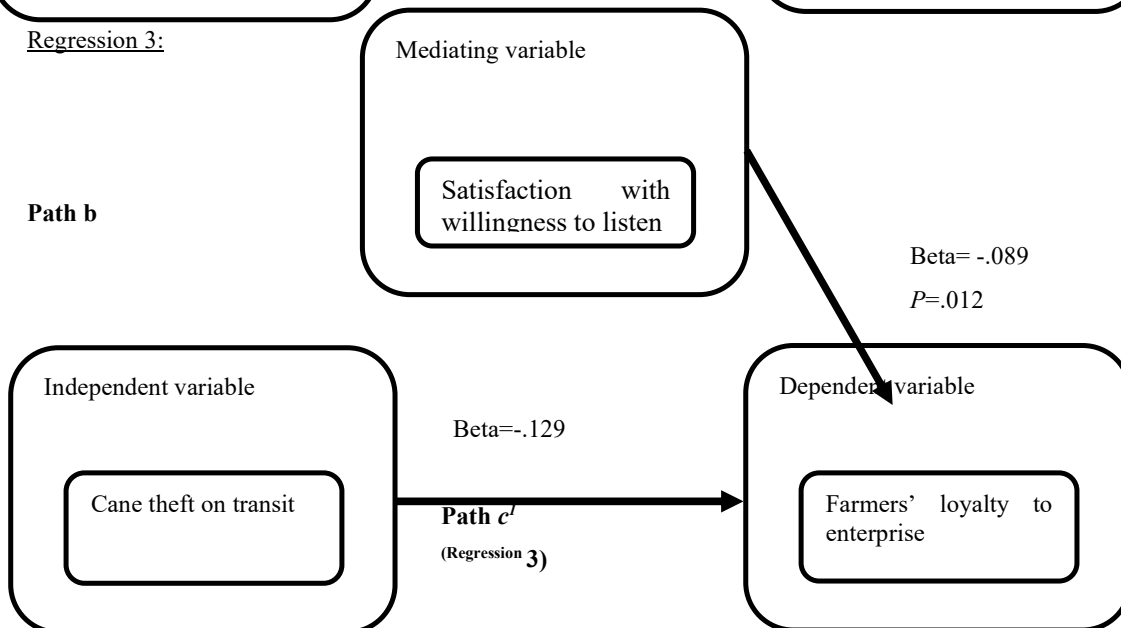 Regression 3:
Mediating variable
Satisfaction with
willingness to listen
Path b
Beta= -.089
P=.012
Independent variable
Dependent variable
Beta=-.129
Cane theft on transit
Path c¹
(Regression 3)
Farmers’ loyalty to
enterprise